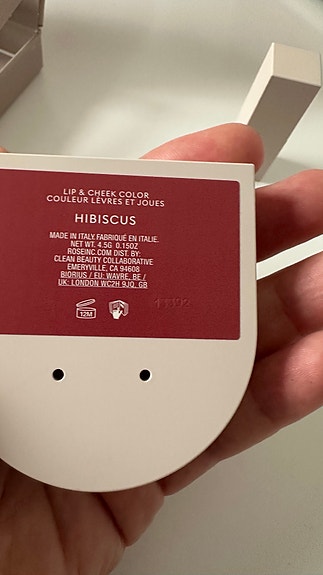 LIP & CHEEK COLOR
COULEUR LÈVRES ET JOUES
HIBISCUS
MADE IN ITALY.FABRIQUÉ EN ITALIE.
NET WT. 4.5G 0.15OZ
ROSEINC.COM DIST. BY:
CLEAN BEAUTY COLLABORATIVE
EMERYVILLE, CA 94608
BIORIUS / EU: WAVRE, BE /
UK: LONDON WC2H 9JQ, GB
12M